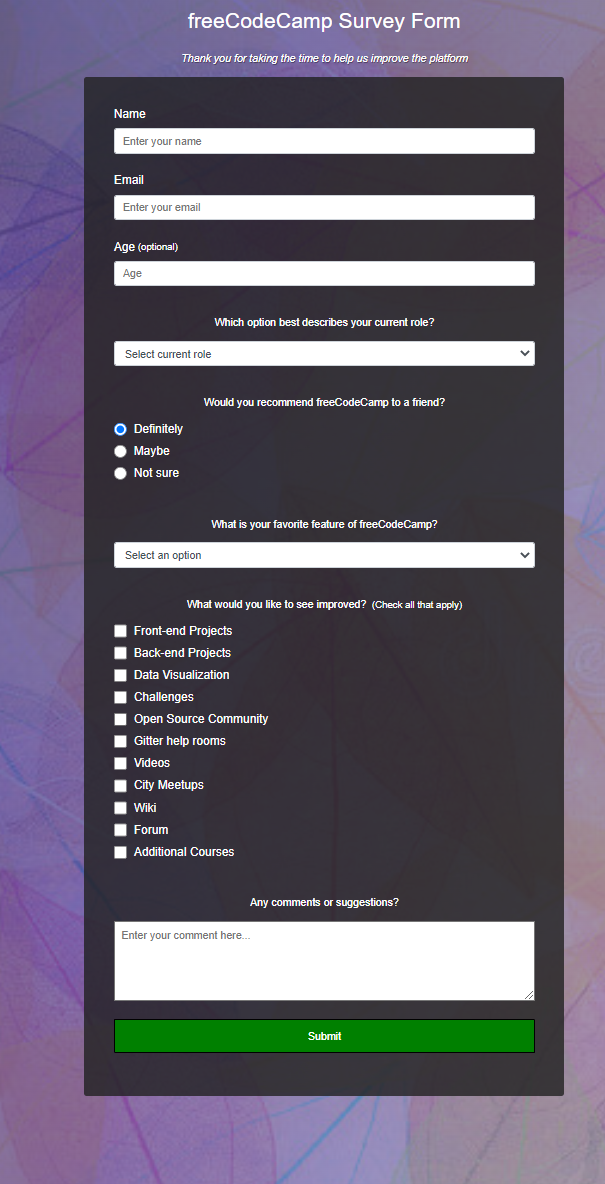 freeCodeCamp Survey Form
Thank you for taking the time to help us improve the platform
Name
Enter your name
Email
Enter your email
Age (optional)
Age
Which option best describes your current role?
Select current role
Would you recommend freeCodeCamp to a friend?
Definitely
Maybe
Not sure
What is your favorite feature of freeCodeCamp?
Select an option
What would you like to see improved? (Check all that apply)
Front-end Projects
Back-end Projects
Data Visualization
Challenges
Open Source Community
Gitter help rooms
Videos
City Meetups
Wiki
Forum
Additional Courses
Any comments or suggestions?
Enter your comment here...
Submit